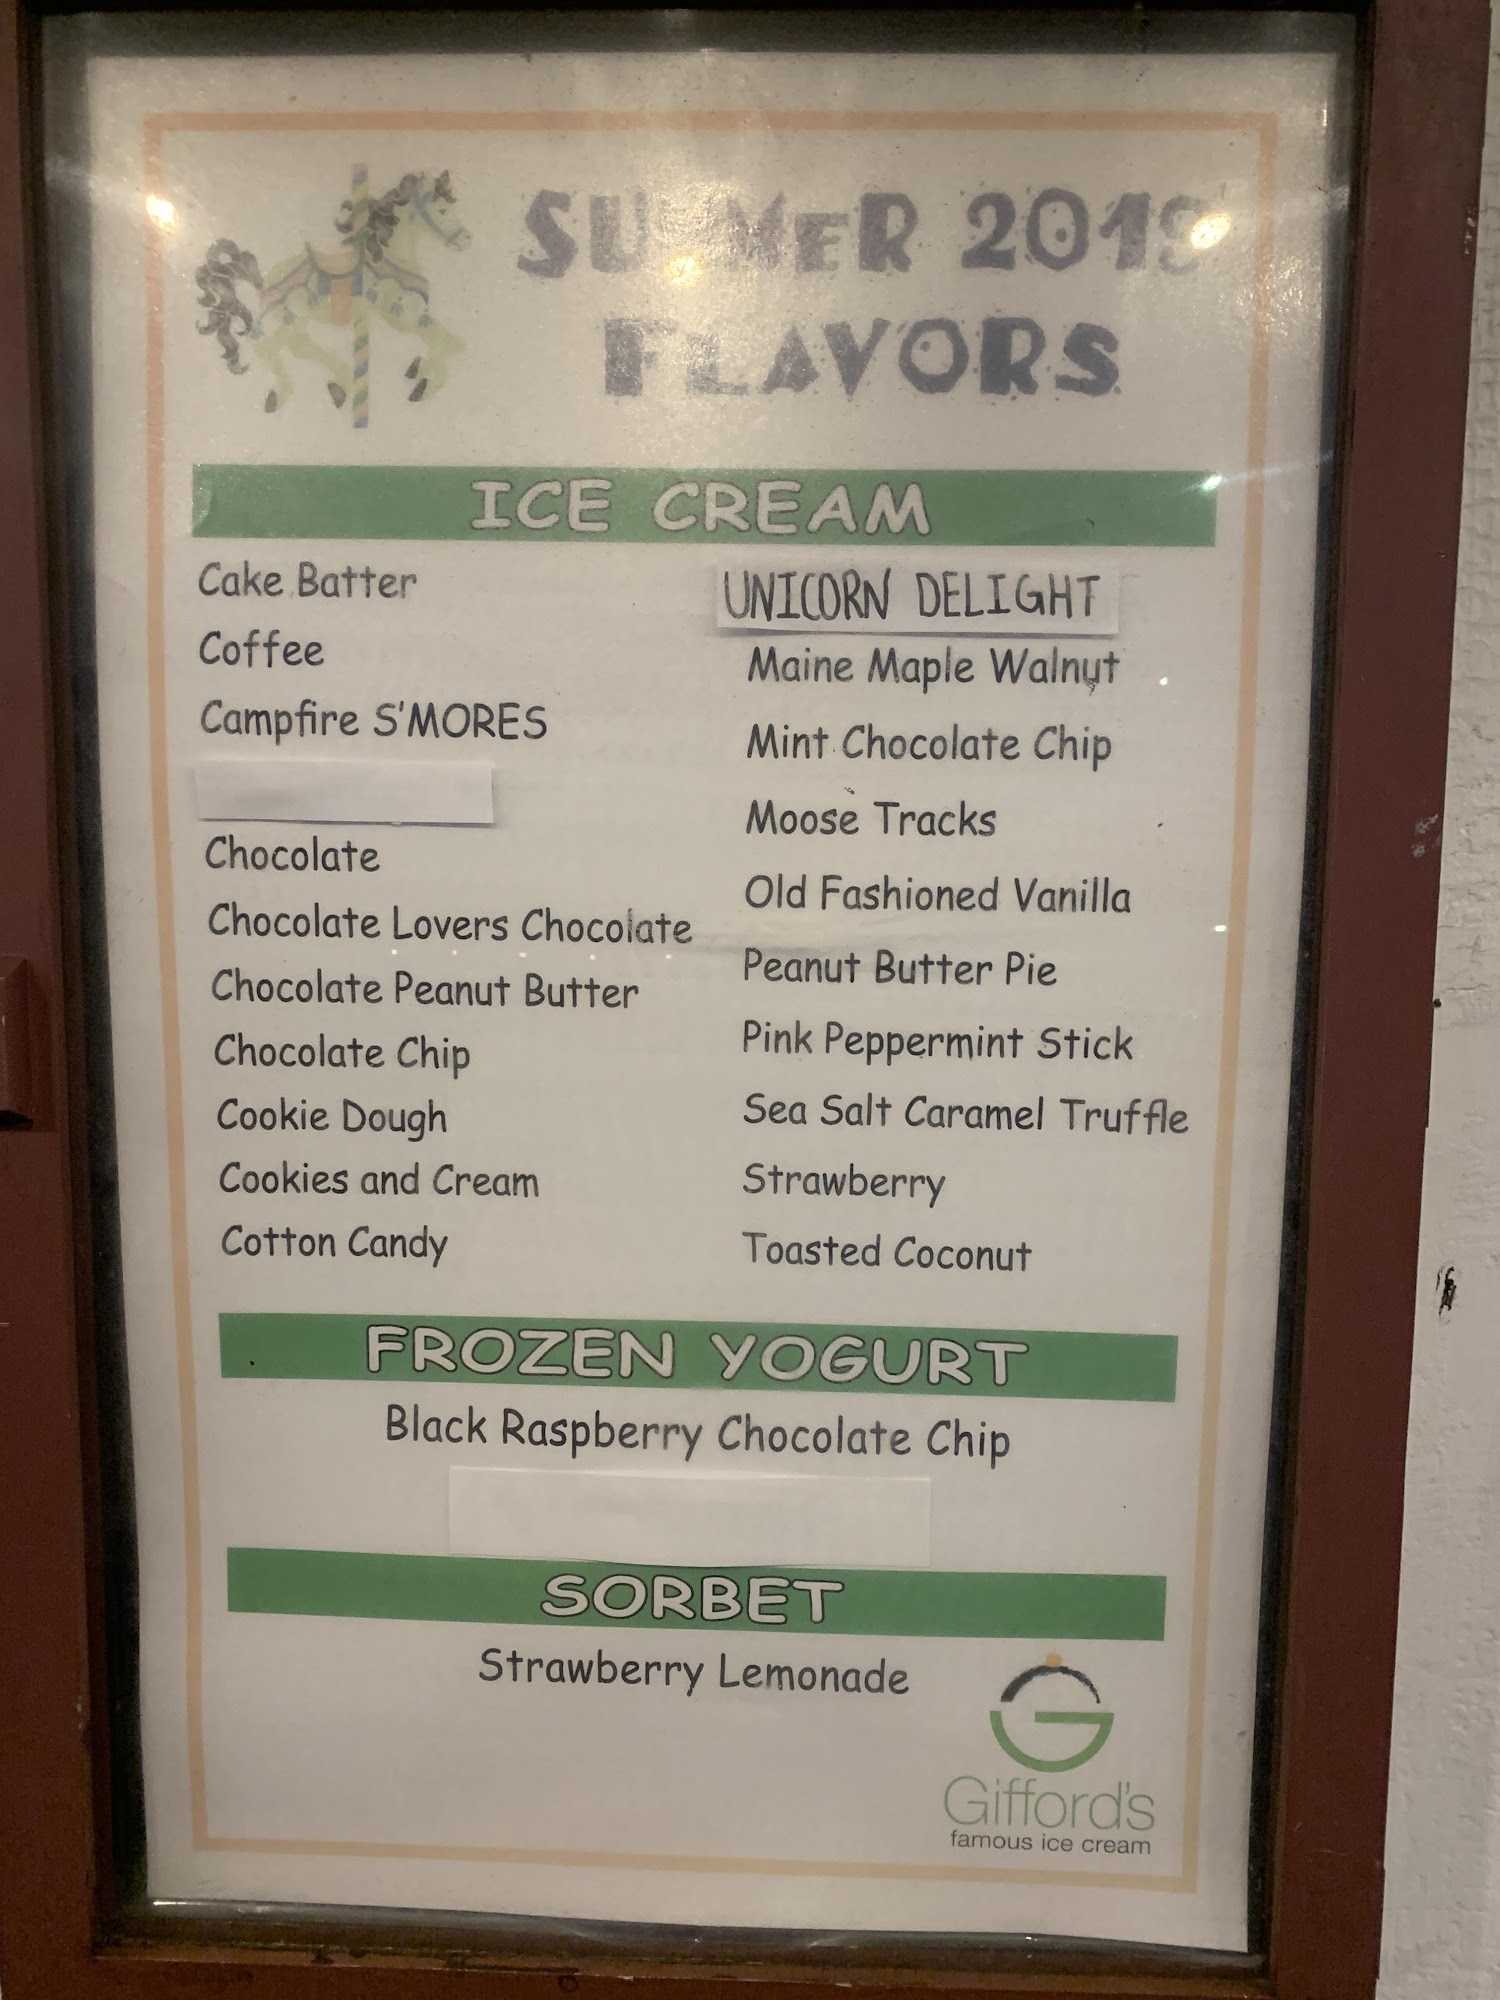 SUMMER 2019
FLAVORS
ICE CREAM
Cake Batter
Coffee
Campfire S'MORES
Chocolate
Chocolate Lovers Chocolate
Chocolate Peanut Butter
Chocolate Chip
Cookie Dough
Cookies and Cream
Cotton Candy
UNICORN DELIGHT
Maine Maple Walnut
Mint Chocolate Chip
Moose Tracks
Old Fashioned Vanilla
Peanut Butter Pie
Pink Peppermint Stick
Sea Salt Caramel Truffle
Strawberry
Toasted Coconut
FROZEN YOGURT
Black Raspberry Chocolate Chip
SORBET
Strawberry Lemonade
G
Gifford's
famous ice cream